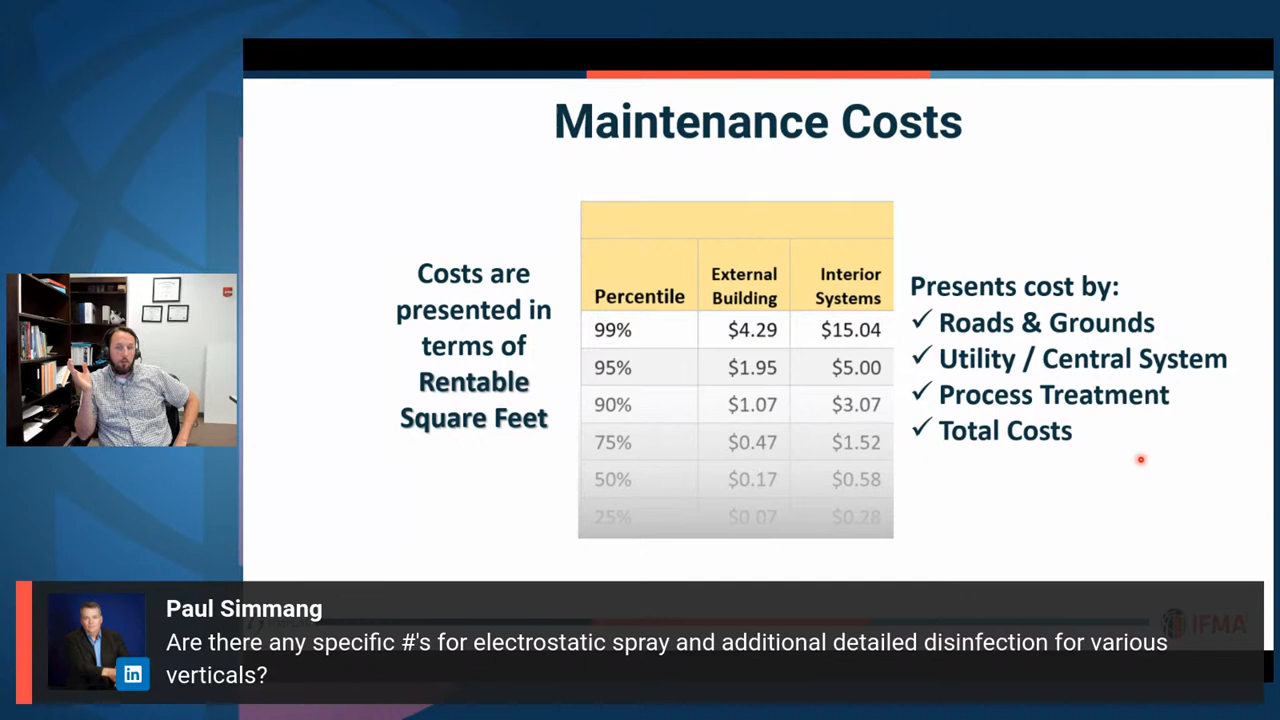 Maintenance Costs
Costs are
presented in
terms of
Rentable
Square Feet
Percentile External Building Interior Systems
99% $4.29 $15.04
95% $1.95 $5.00
90% $1.07 $3.07
75% $0.47 $1.52
50% $0.17 $0.58
25% $0.07 $0.28
Presents cost by:
✓ Roads & Grounds
✓ Utility / Central System
✓ Process Treatment
✓ Total Costs
IFMA
Paul Simmang
Are there any specific #'s for electrostatic spray and additional detailed disinfection for various
verticals?
in